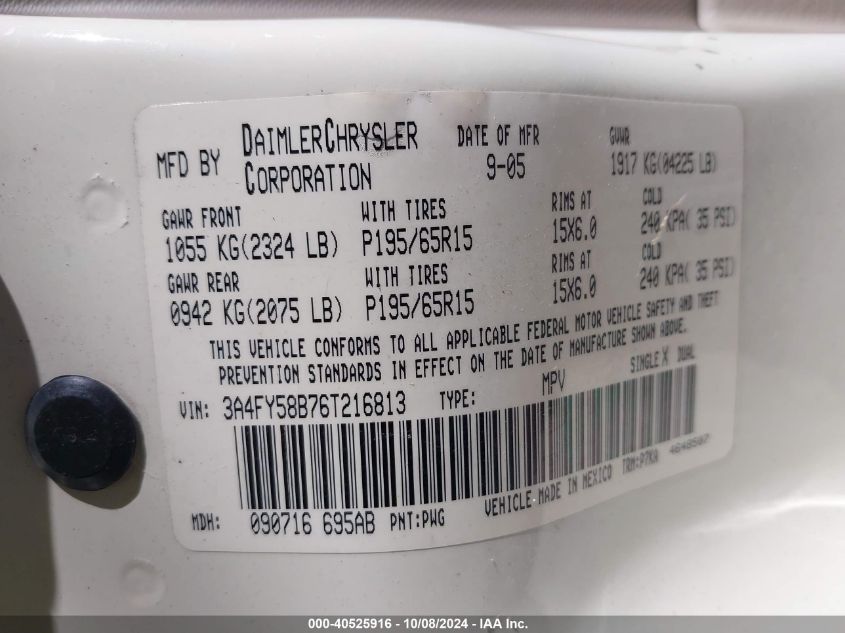 MFD BY DAIMLERCHRYSLER CORPORATION DATE OF MFR 9-05 GVWR 1917 KG(04225 LB)
GAWR FRONT WITH TIRES RIMS AT COLD
1055 KG(2324 LB) P195/65R15 15X6.0 240 KPA( 35 PSI)
GAWR REAR WITH TIRES RIMS AT COLD
0942 KG(2075 LB) P195/65R15 15X6.0 240 KPA( 35 PSI)
THIS VEHICLE CONFORMS TO ALL APPLICABLE FEDERAL MOTOR VEHICLE SAFETY AND THEFT
PREVENTION STANDARDS IN EFFECT ON THE DATE OF MANUFACTURE SHOWN ABOVE.
VIN: 3A4FY58B76T216813 TYPE: MPV SINGLE X DUAL
MDH: 090716 695AB PNT:PWG VEHICLE MADE IN MEXICO TRM:P7KA 4648507
000-40525916 - 10/08/2024 - IAA Inc.